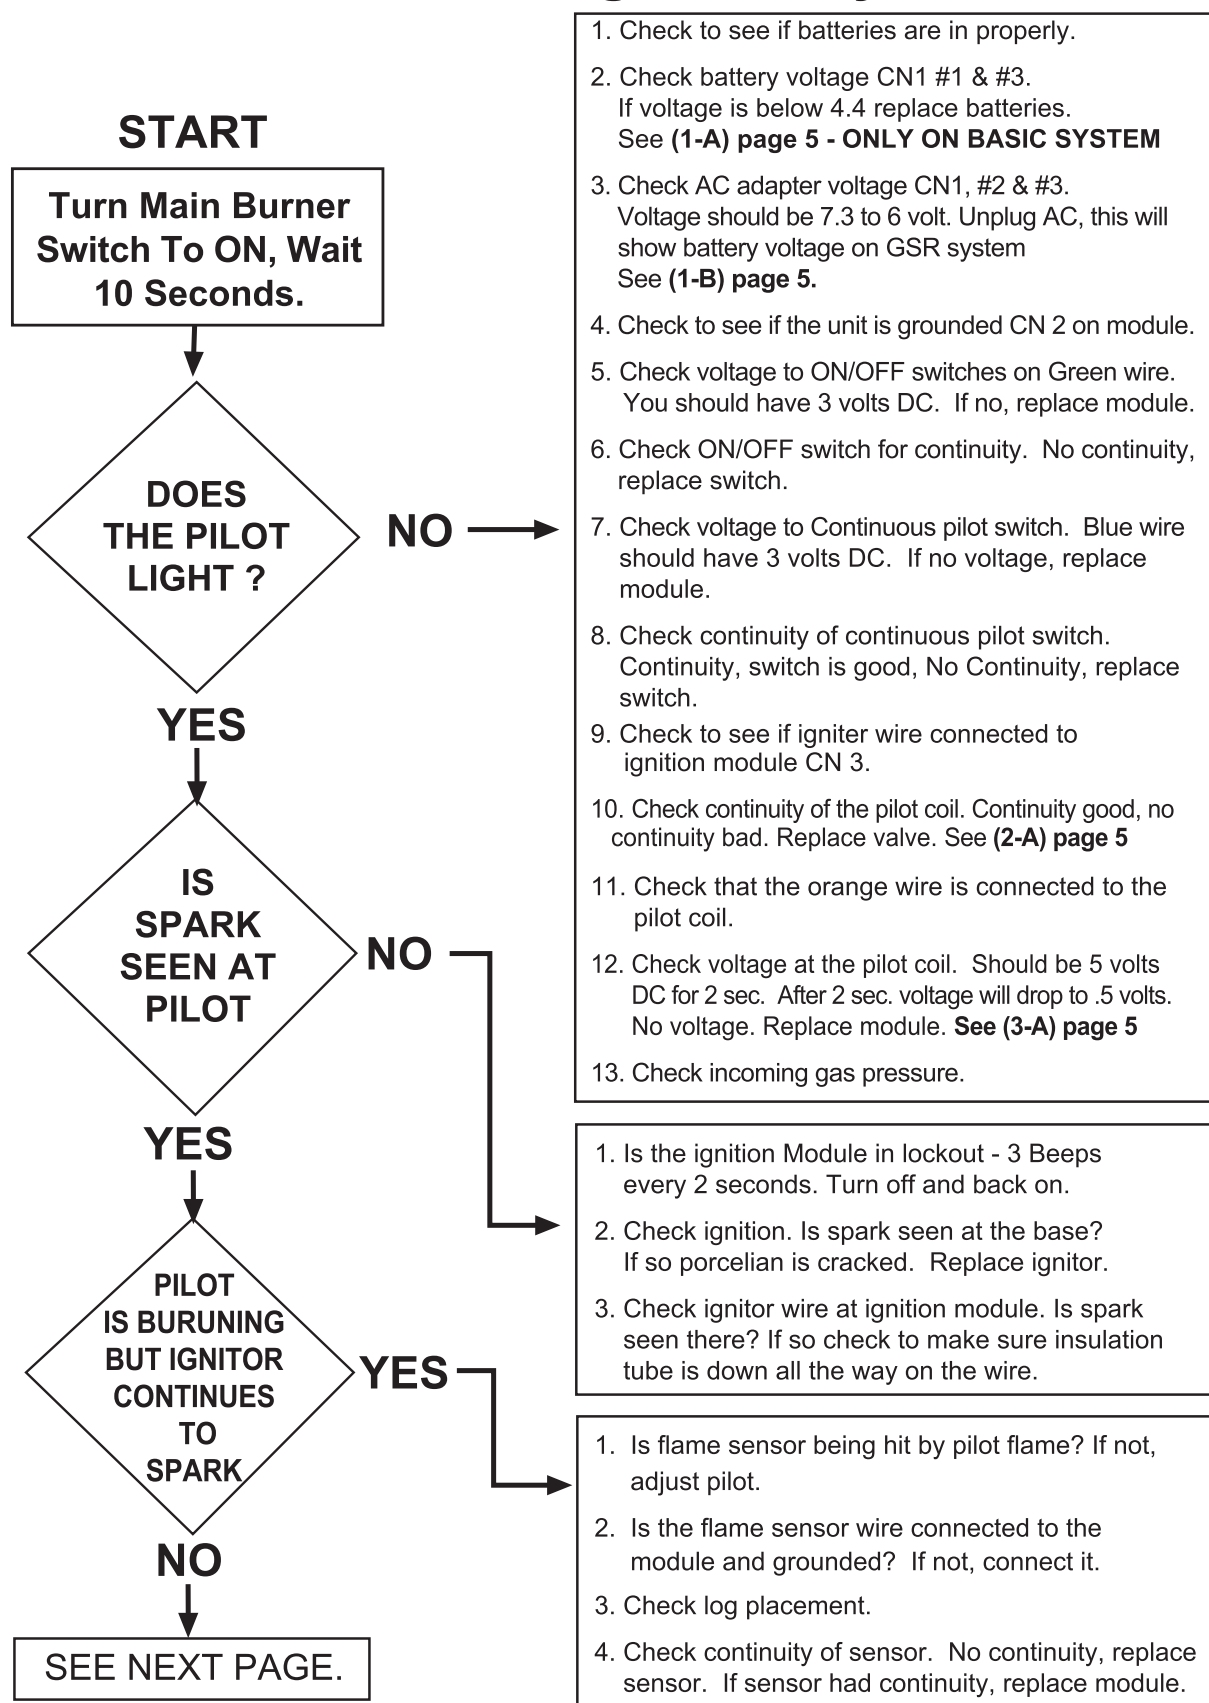 START
Turn Main Burner
Switch To ON, Wait
10 Seconds.
DOES
THE PILOT
LIGHT ?
NO
1. Check to see if batteries are in properly.
2. Check battery voltage CN1 #1 & #3.
If voltage is below 4.4 replace batteries.
See (1-A) page 5 - ONLY ON BASIC SYSTEM
3. Check AC adapter voltage CN1, #2 & #3.
Voltage should be 7.3 to 6 volt. Unplug AC, this will
show battery voltage on GSR system
See (1-B) page 5.
4. Check to see if the unit is grounded CN 2 on module.
5. Check voltage to ON/OFF switches on Green wire.
You should have 3 volts DC. If no, replace module.
6. Check ON/OFF switch for continuity. No continuity,
replace switch.
7. Check voltage to Continuous pilot switch. Blue wire
should have 3 volts DC. If no voltage, replace
module.
8. Check continuity of continuous pilot switch.
Continuity, switch is good, No Continuity, replace
switch.
9. Check to see if igniter wire connected to
ignition module CN 3.
10. Check continuity of the pilot coil. Continuity good, no
continuity bad. Replace valve. See (2-A) page 5
11. Check that the orange wire is connected to the
pilot coil.
12. Check voltage at the pilot coil. Should be 5 volts
DC for 2 sec. After 2 sec. voltage will drop to .5 volts.
No voltage. Replace module. See (3-A) page 5
13. Check incoming gas pressure.
YES
IS
SPARK
SEEN AT
PILOT
NO
1. Is the ignition Module in lockout - 3 Beeps
every 2 seconds. Turn off and back on.
2. Check ignition. Is spark seen at the base?
If so porcelian is cracked. Replace ignitor.
3. Check ignitor wire at ignition module. Is spark
seen there? If so check to make sure insulation
tube is down all the way on the wire.
YES
PILOT
IS BURUNING
BUT IGNITOR
CONTINUES
TO
SPARK
YES
1. Is flame sensor being hit by pilot flame? If not,
adjust pilot.
2. Is the flame sensor wire connected to the
module and grounded? If not, connect it.
3. Check log placement.
4. Check continuity of sensor. No continuity, replace
sensor. If sensor had continuity, replace module.
NO
SEE NEXT PAGE.